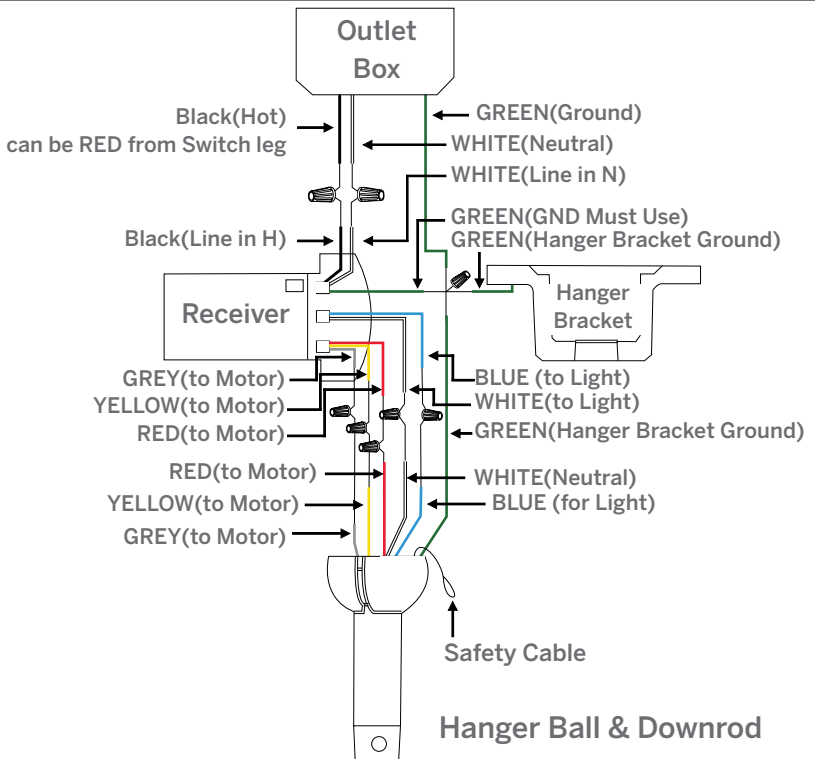 Outlet
Box
Black(Hot)
can be RED from Switch leg
GREEN(Ground)
WHITE(Neutral)
WHITE(Line in N)
GREEN(GND Must Use)
Black(Line in H)
GREEN(Hanger Bracket Ground)
Receiver
Hanger
Bracket
GREY(to Motor)
BLUE (to Light)
YELLOW(to Motor)
WHITE(to Light)
RED(to Motor)
GREEN(Hanger Bracket Ground)
RED(to Motor)
WHITE(Neutral)
YELLOW(to Motor)
BLUE (for Light)
GREY(to Motor)
Safety Cable
Hanger Ball & Downrod